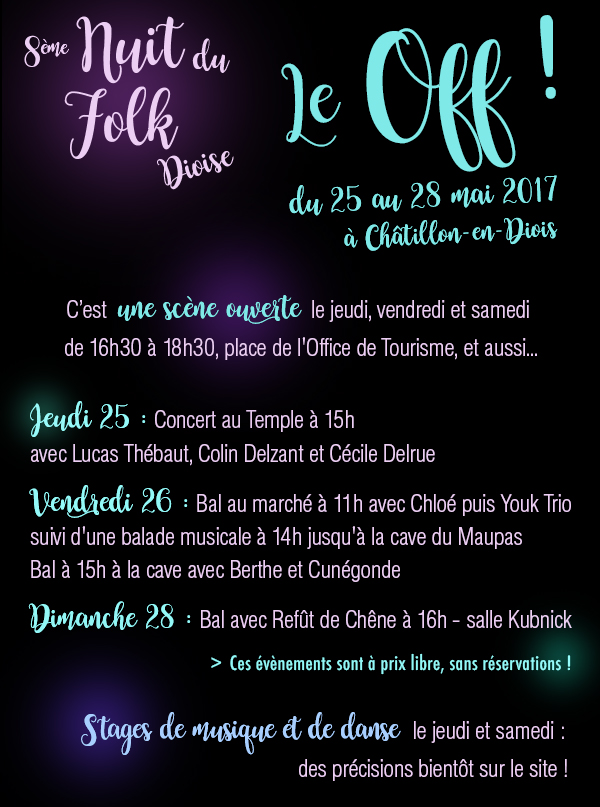 8ème Nuit du
Folk
Dioise
Le Off !
du 25 au 28 mai 2017
à Châtillon-en-Diois
C'est une scène ouverte le jeudi, vendredi et samedi
de 16h30 à 18h30, place de l'Office de Tourisme, et aussi...
Jeudi 25 : Concert au Temple à 15h
avec Lucas Thébaut, Colin Delzant et Cécile Delrue
Vendredi 26 : Bal au marché à 11h avec Chloé puis Youk Trio
suivi d'une balade musicale à 14h jusqu'à la cave du Maupas
Bal à 15h à la cave avec Berthe et Cunégonde
Dimanche 28 : Bal avec Refût de Chêne à 16h - salle Kubnick
> Ces évènements sont à prix libre, sans réservations !
Stages de musique et de danse le jeudi et samedi :
des précisions bientôt sur le site !